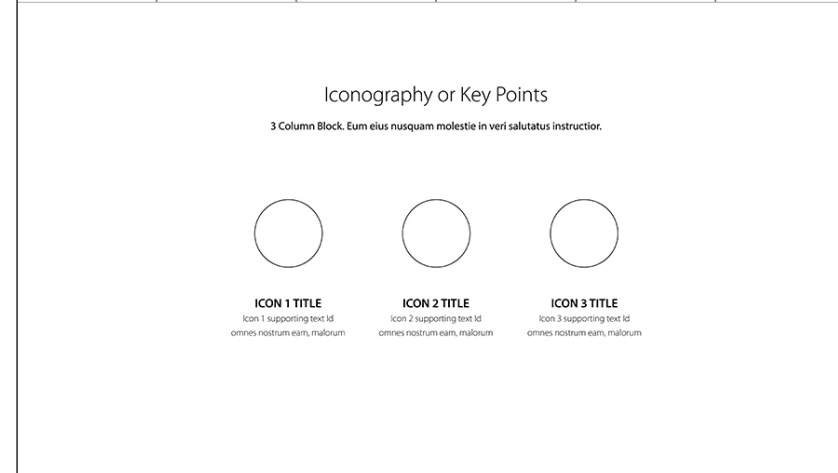 Iconography or Key Points
3 Column Block. Eum eius nusquam molestie in veri salutatus instructior.
ICON 1 TITLE
Icon 1 supporting text Id
omnes nostrum eam, malorum
ICON 2 TITLE
Icon 2 supporting text Id
omnes nostrum eam, malorum
ICON 3 TITLE
Icon 3 supporting text Id
omnes nostrum eam, malorum